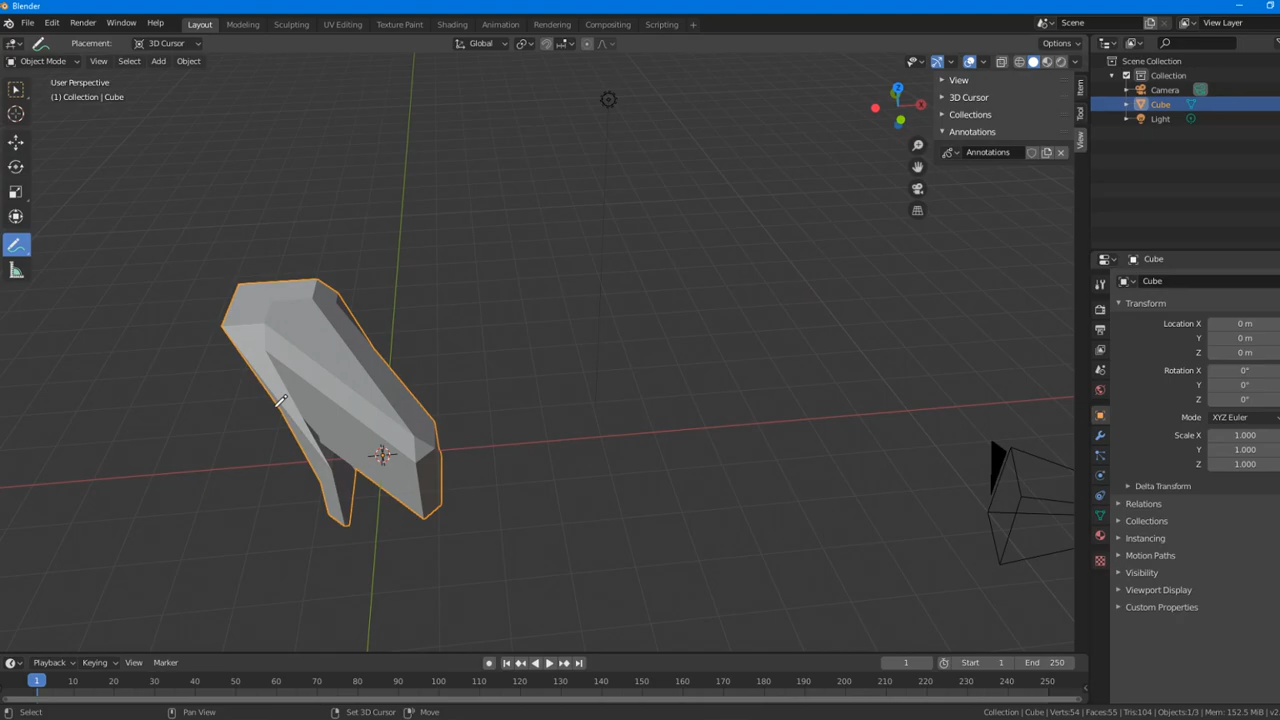 Blender
File Edit Render Window Help
Layout Modeling Sculpting UV Editing Texture Paint Shading Animation Rendering Compositing Scripting +
Scene
View Layer
Placement: 3D Cursor
Global
Options
Object Mode View Select Add Object
User Perspective
(1) Collection | Cube
View
3D Cursor
Collections
Annotations
Annotations
Item
Tool
View
Z
X
Scene Collection
Collection
Camera
Cube
Light
Cube
Cube
Transform
Location X 0 m
Y 0 m
Z 0 m
Rotation X 0°
Y 0°
Z 0°
Mode XYZ Euler
Scale X 1.000
Y 1.000
Z 1.000
Delta Transform
Relations
Collections
Instancing
Motion Paths
Visibility
Viewport Display
Custom Properties
Playback Keying View Marker
1
Start 1
End 250
1 10 20 30 40 50 60 70 80 90 100 110 120 130 140 150 160 170 180 190 200 210 220 230 240 250
Select
Pan View
Set 3D Cursor
Move
Collection | Cube | Verts:54 | Faces:55 | Tris:104 | Objects:1/3 | Mem: 152.5 MiB | v2